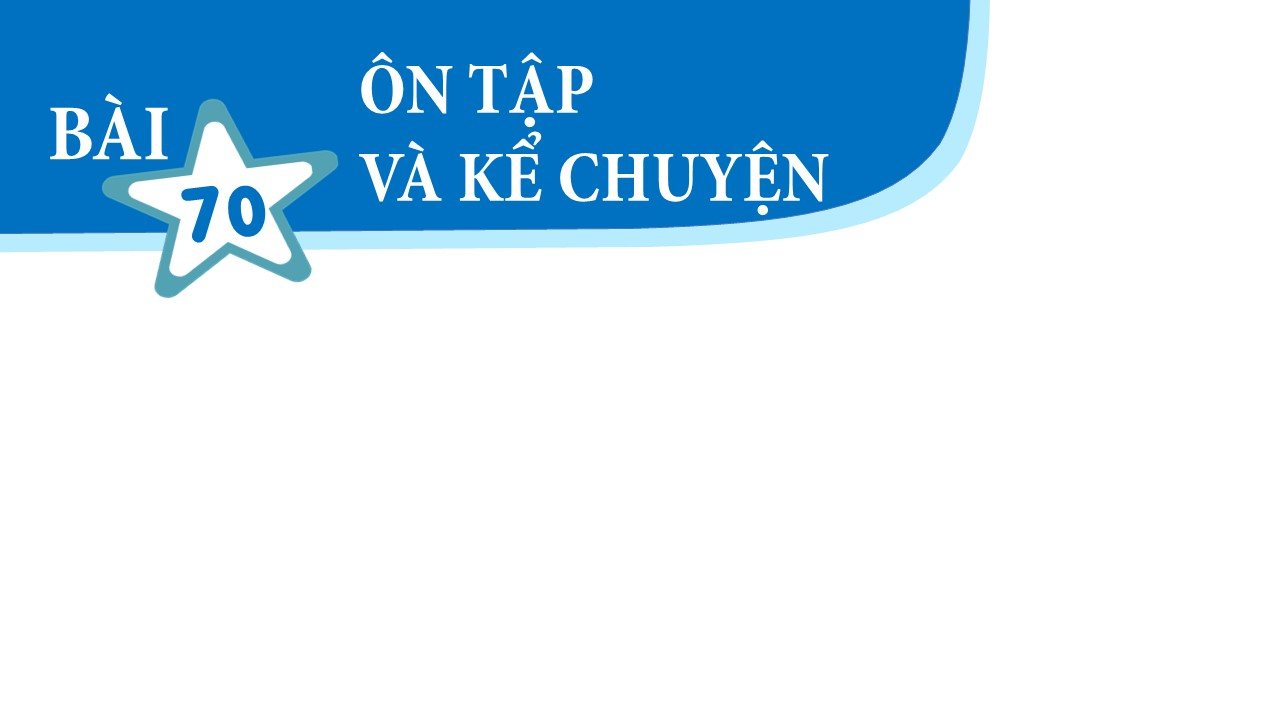 BÀI
70
ÔN TẬP
VÀ KỂ CHUYỆN